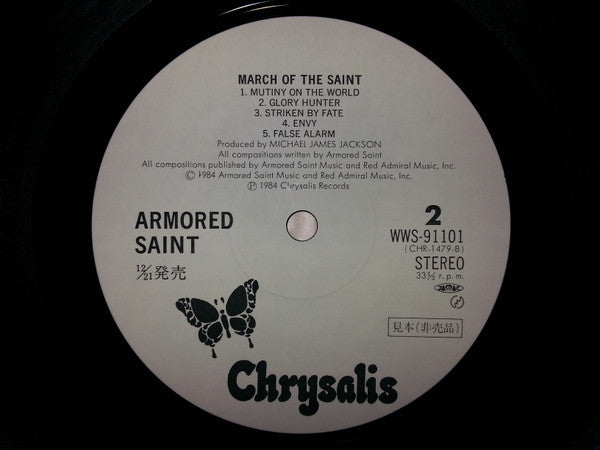 MARCH OF THE SAINT
1. MUTINY ON THE WORLD
2. GLORY HUNTER
3. STRIKEN BY FATE
4. ENVY
5. FALSE ALARM
Produced by MICHAEL JAMES JACKSON
All compositions written by Armored Saint
All compositions published by Armored Saint Music and Red Admiral Music, Inc.
Ⓒ 1984 Armored Saint Music and Red Admiral Music, Inc.
Ⓟ 1984 Chrysalis Records
ARMORED
SAINT
12/21発売
2
WWS-91101
(CHR-1479-B)
STEREO
33⅓ r.p.m.
JASRAC
見本(非売品)
Chrysalis